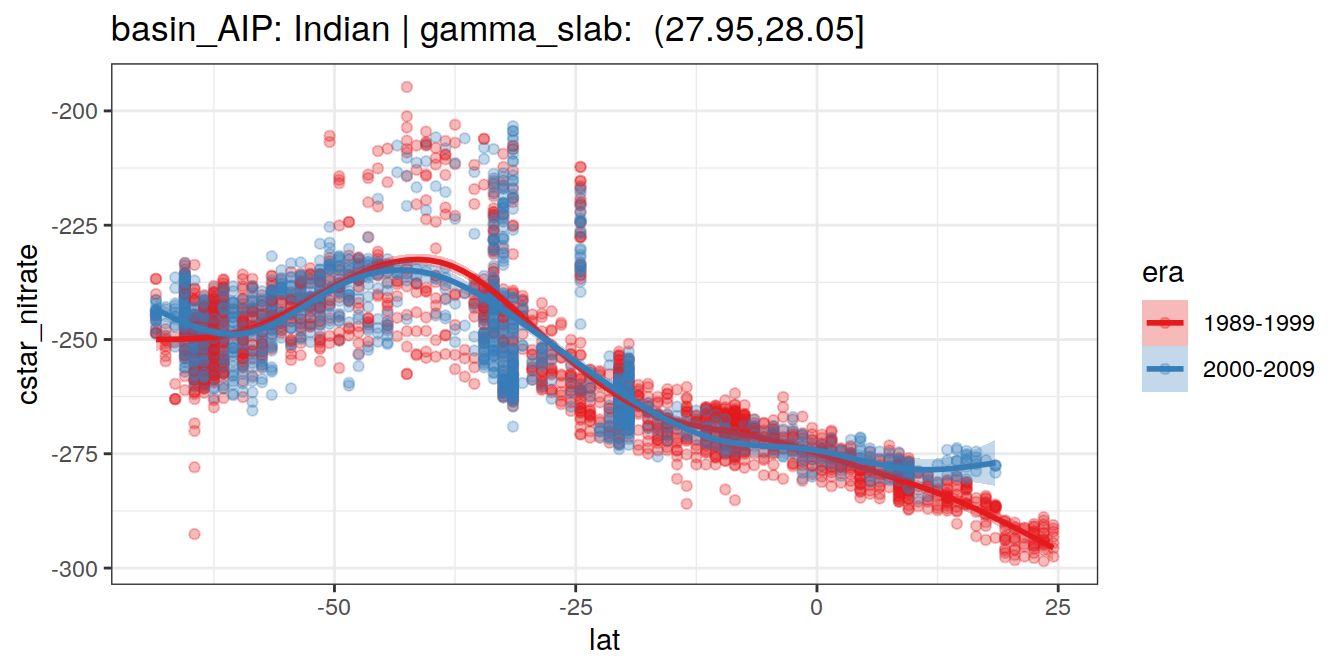 basin_AIP: Indian | gamma_slab:  (27.95,28.05]
-200
-225
-250
-275
-300
cstar_nitrate
-50
-25
0
25
lat
era
1989-1999
2000-2009